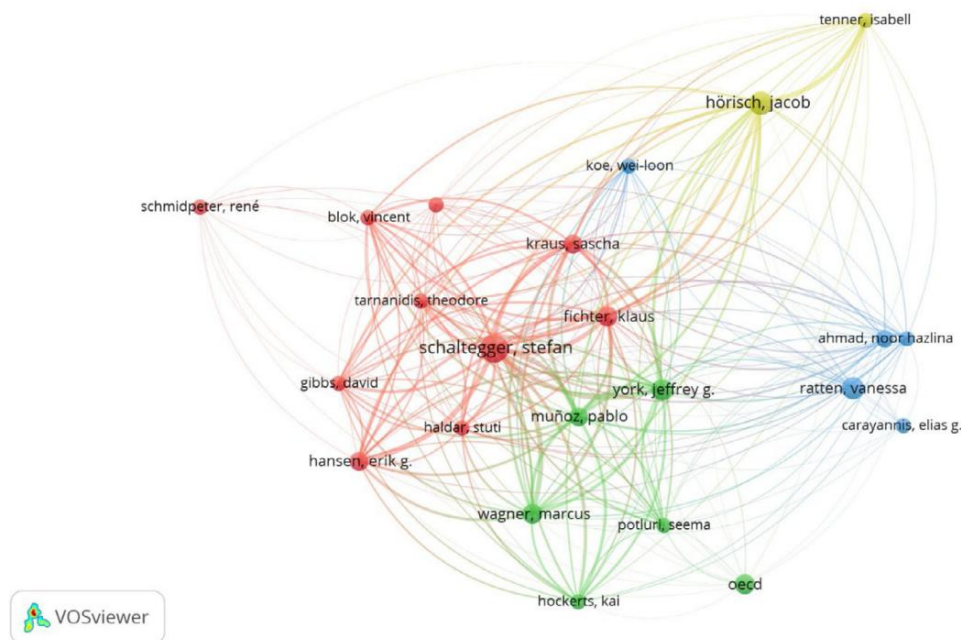 tenner, isabell
hörisch, jacob
koe, wei-loon
schmidpeter, rené
blok, vincent
kraus, sascha
tarnanidis, theodore
fichter, klaus
ahmad, noor hazlina
schaltegger, stefan
gibbs, david
york, jeffrey g.
ratten, vanessa
muñoz, pablo
haldar, stuti
carayannis, elias g.
hansen, erik g.
wagner, marcus
potluri, seema
oecd
hockerts, kai
VOSviewer